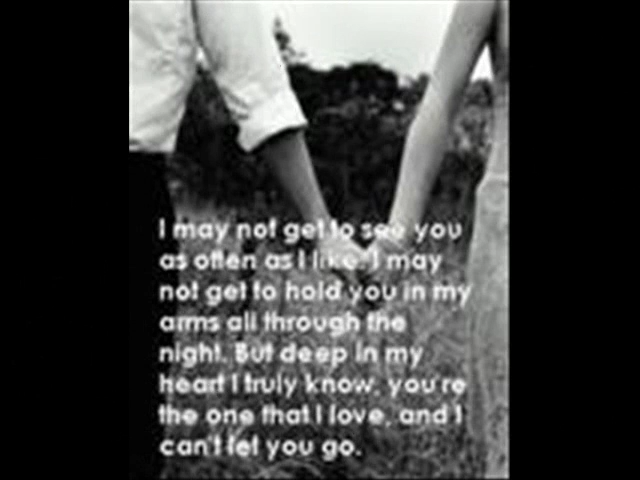 I may not get to see you
as often as I like. I may
not get to hold you in my
arms all through the
night. But deep in my
heart I truly know, you're
the one that I love, and I
can't let you go.